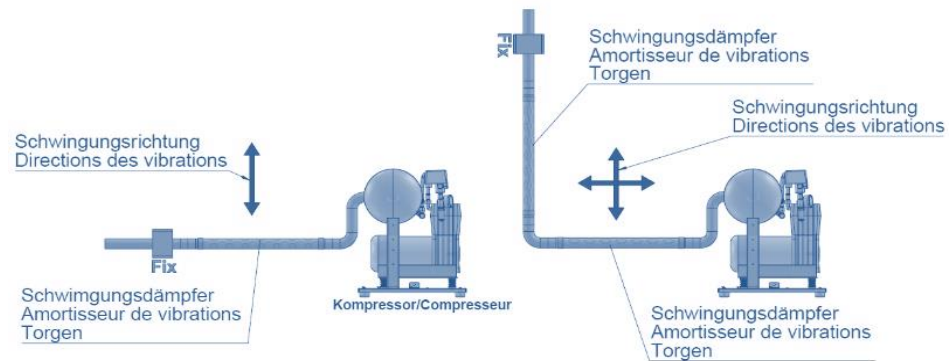 Schwingungsrichtung
Directions des vibrations
Fix
Schwimgungsdämpfer
Amortisseur de vibrations
Torgen
Kompressor/Compresseur
Fix
Schwingungsdämpfer
Amortisseur de vibrations
Torgen
Schwingungsrichtung
Directions des vibrations
Schwingungsdämpfer
Amortisseur de vibrations
Torgen